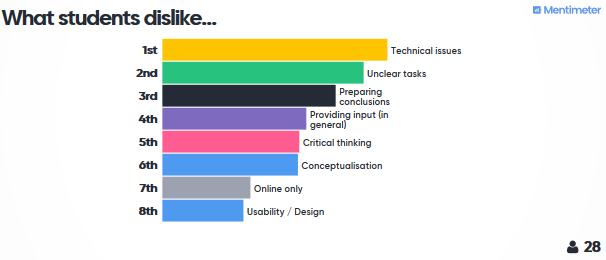 What students dislike...
Mentimeter
1st Technical issues
2nd Unclear tasks
3rd Preparing
conclusions
4th Providing input (in
general)
5th Critical thinking
6th Conceptualisation
7th Online only
8th Usability / Design
28